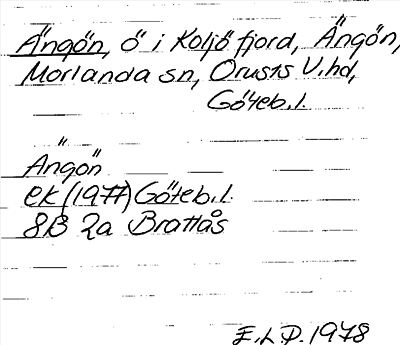 Ängön, ö i Koljö fjord, Ängön,
Morlanda sn, Orusts V. hd,
Göteb. l.
Ängön
ek (1977) Göteb. l.
8B 2a Brattås
E.L.P. 1978